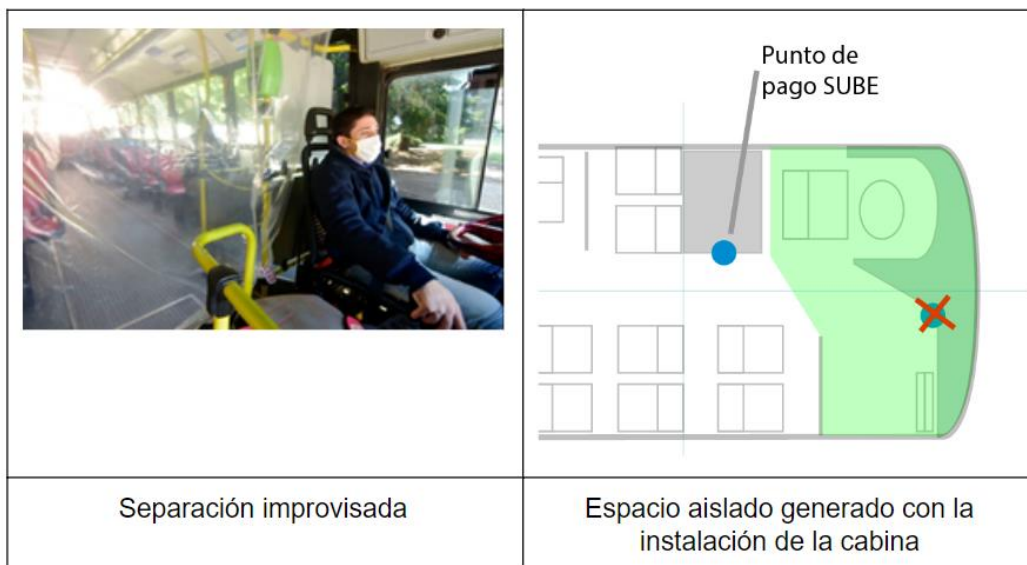 Punto de
pago SUBE
Separación improvisada
Espacio aislado generado con la
instalación de la cabina